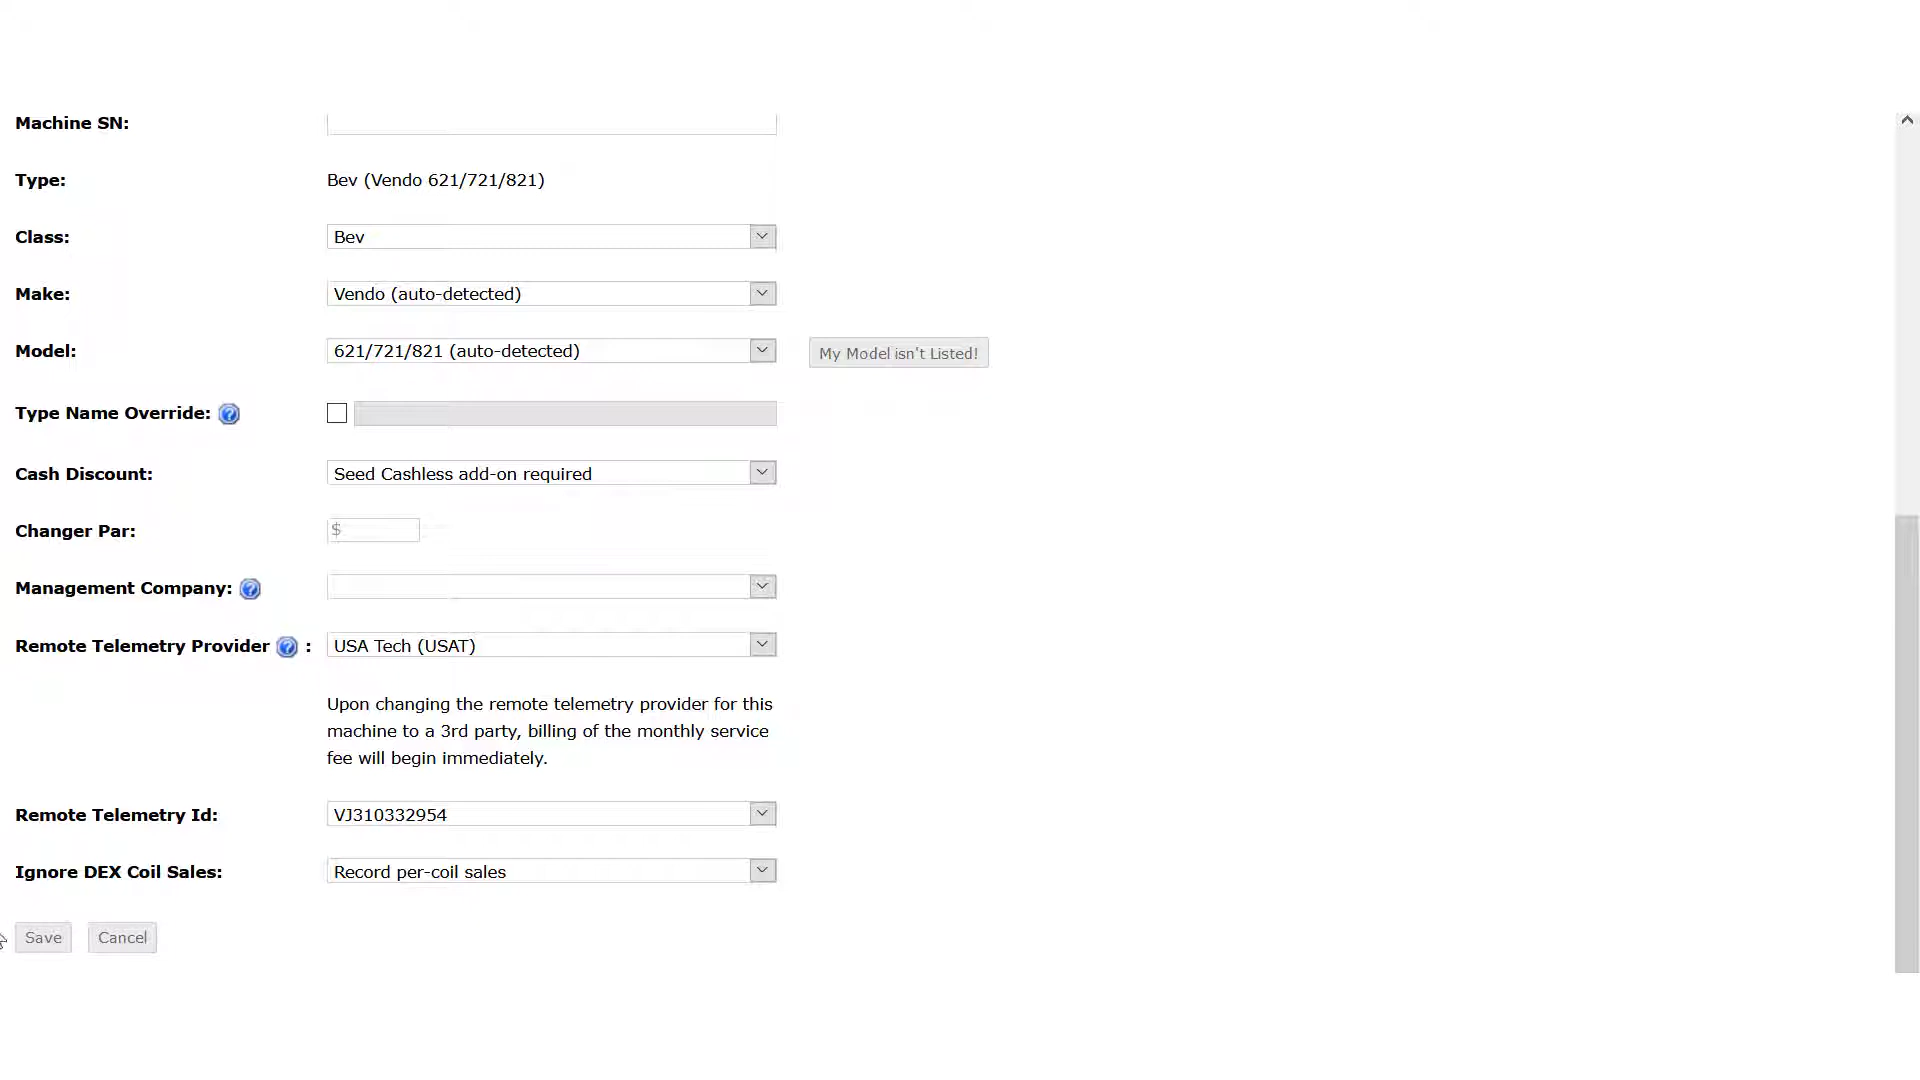 Machine SN:
Type: Bev (Vendo 621/721/821)
Class: Bev
Make: Vendo (auto-detected)
Model: 621/721/821 (auto-detected) My Model isn't Listed!
Type Name Override:
Cash Discount: Seed Cashless add-on required
Changer Par: $
Management Company:
Remote Telemetry Provider : USA Tech (USAT)
Upon changing the remote telemetry provider for this
machine to a 3rd party, billing of the monthly service
fee will begin immediately.
Remote Telemetry Id: VJ310332954
Ignore DEX Coil Sales: Record per-coil sales
Save Cancel